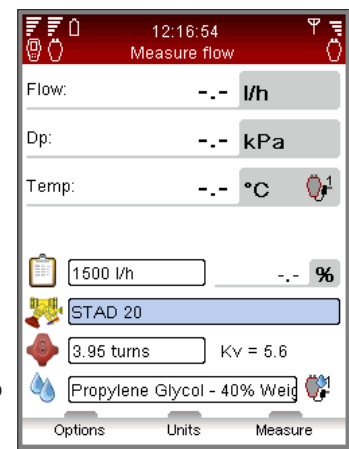 12:16:54
Measure flow
Flow: -.- l/h
Dp: -.- kPa
Temp: -.- °C 1
1500 l/h -.- %
STAD 20
3.95 turns Kv = 5.6
Propylene Glycol - 40% Weig
Options Units Measure